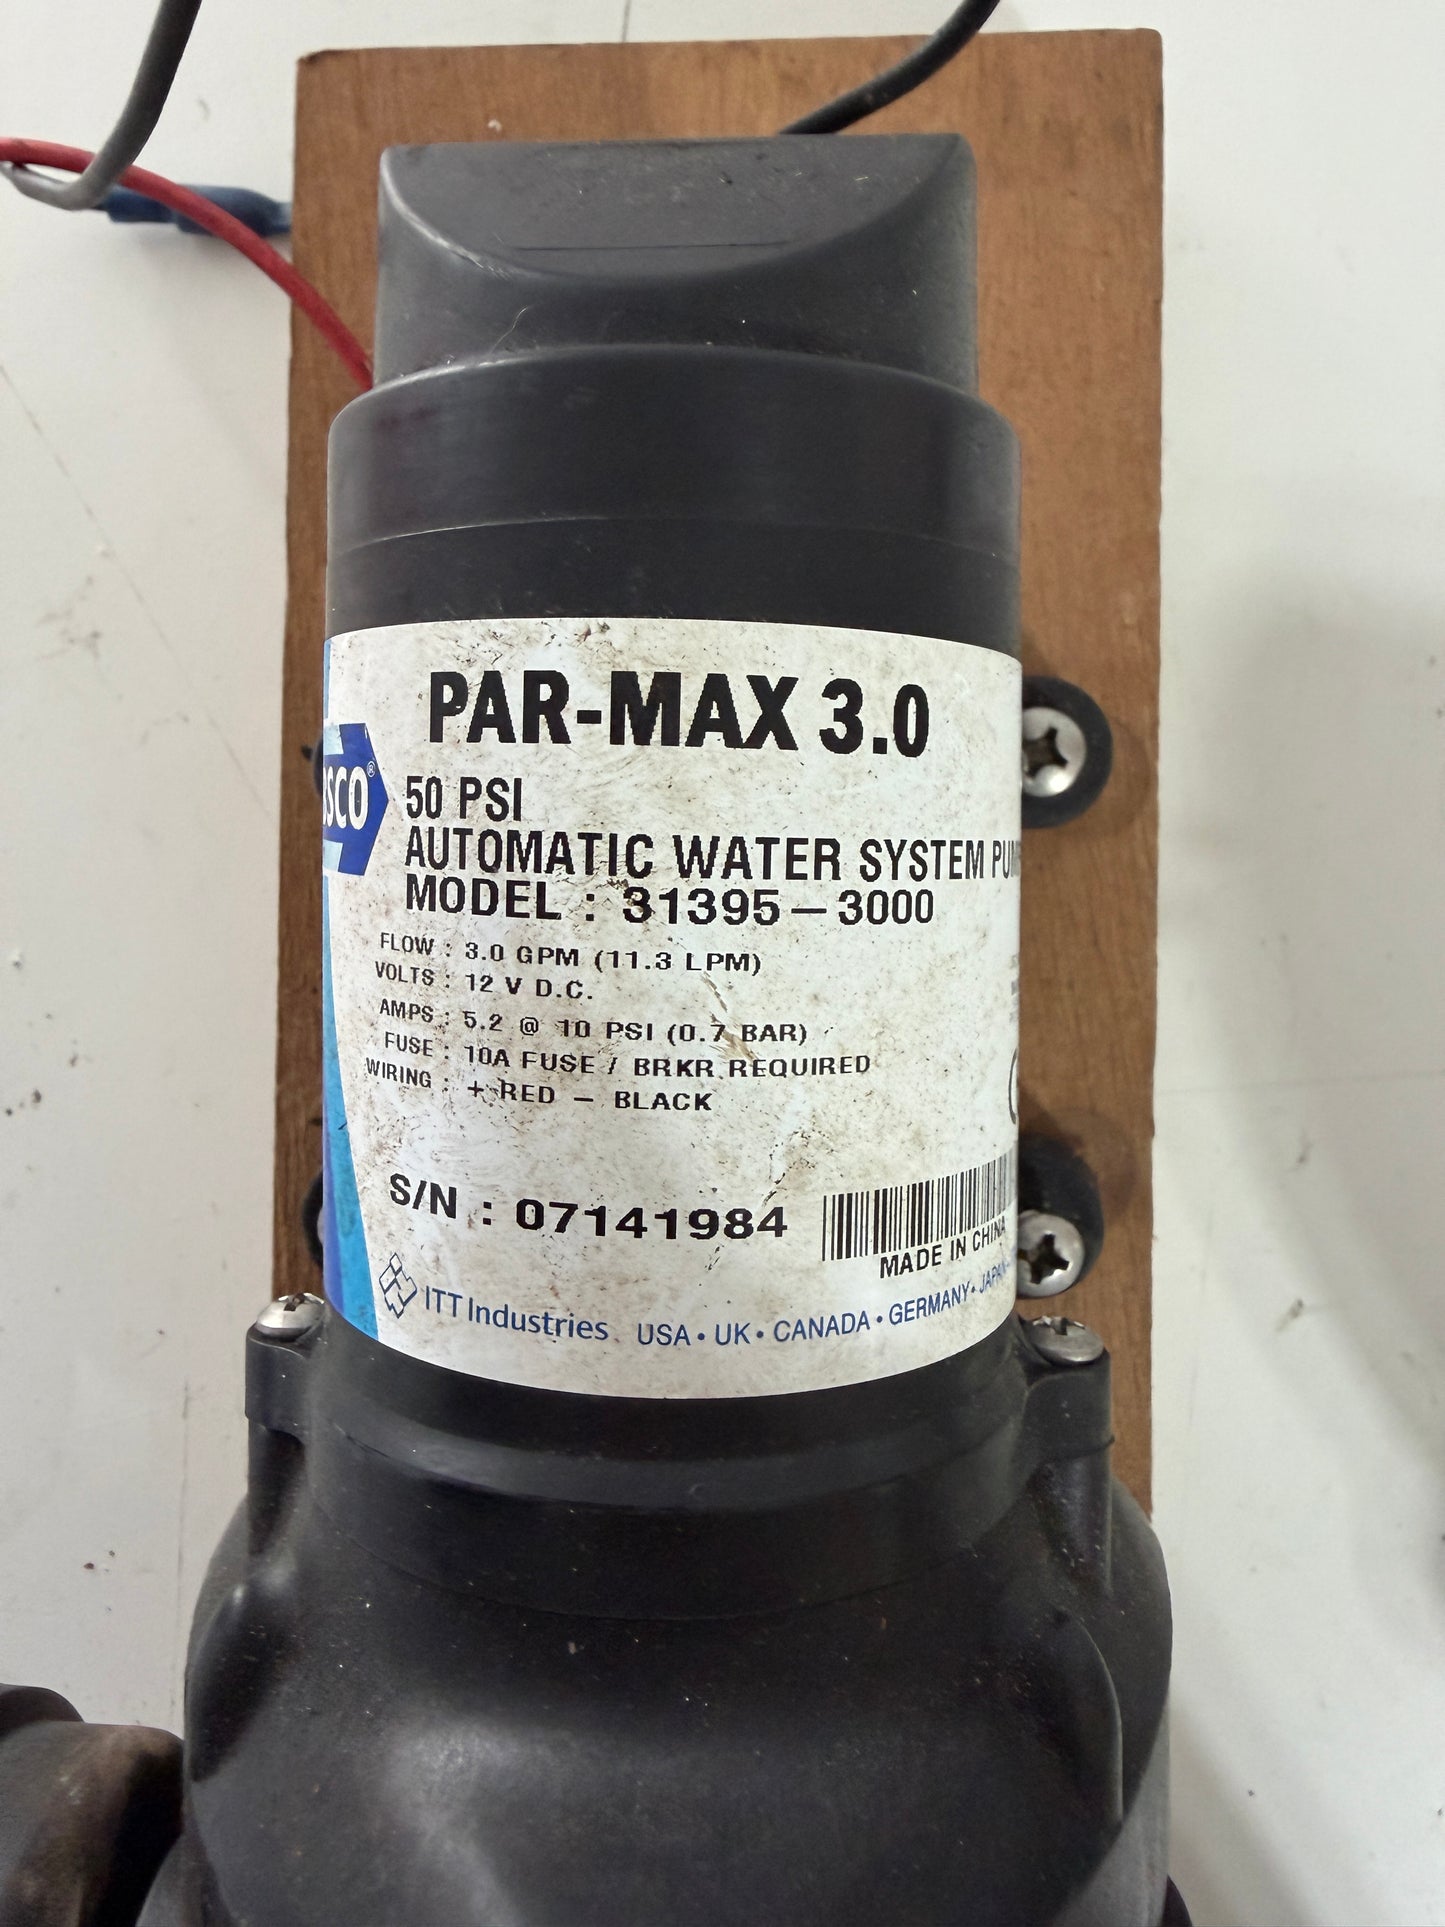 PAR-MAX 3.0
SCO®
50 PSI
AUTOMATIC WATER SYSTEM
MODEL : 31395-3000
FLOW : 3.0 GPM (11.3 LPM)
VOLTS : 12 V D.C.
AMPS : 5.2 @ 10 PSI (0.7 BAR)
FUSE : 10A FUSE / BRKR REQUIRED
WIRING : + RED - BLACK
S/N : 07141984
MADE IN CHINA
ITT Industries USA • UK • CANADA • GERMANY • JAPAN